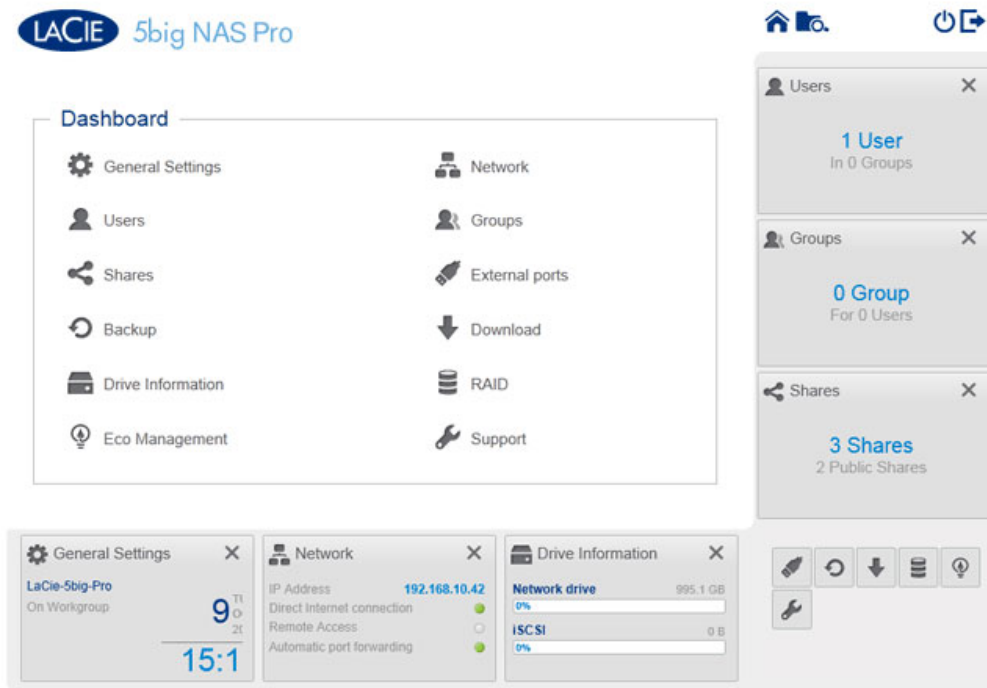 LACIE 5big NAS Pro
Dashboard
General Settings
Network
Users
Groups
Shares
External ports
Backup
Download
Drive Information
RAID
Eco Management
Support
Users
1 User
In 0 Groups
Groups
0 Group
For 0 Users
Shares
3 Shares
2 Public Shares
General Settings
LaCie-5big-Pro
On Workgroup
9
15:1
Network
IP Address 192.168.10.42
Direct Internet connection
Remote Access
Automatic port forwarding
Drive Information
Network drive 995.1 GB
0%
iSCSI 0 B
0%